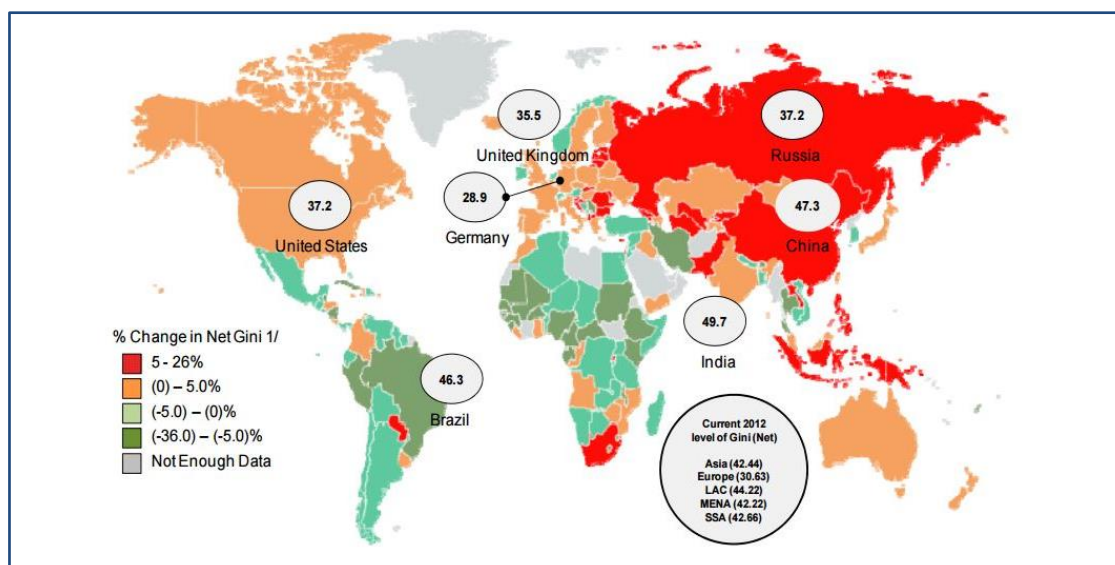 35.5
United Kingdom
37.2
Russia
37.2
United States
28.9
Germany
47.3
China
49.7
India
46.3
Brazil
% Change in Net Gini 1/
5 - 26%
(0) – 5.0%
(-5.0) – (0)%
(-36.0) – (-5.0)%
Not Enough Data
Current 2012
level of Gini (Net)
Asia (42.44)
Europe (30.63)
LAC (44.22)
MENA (42.22)
SSA (42.66)